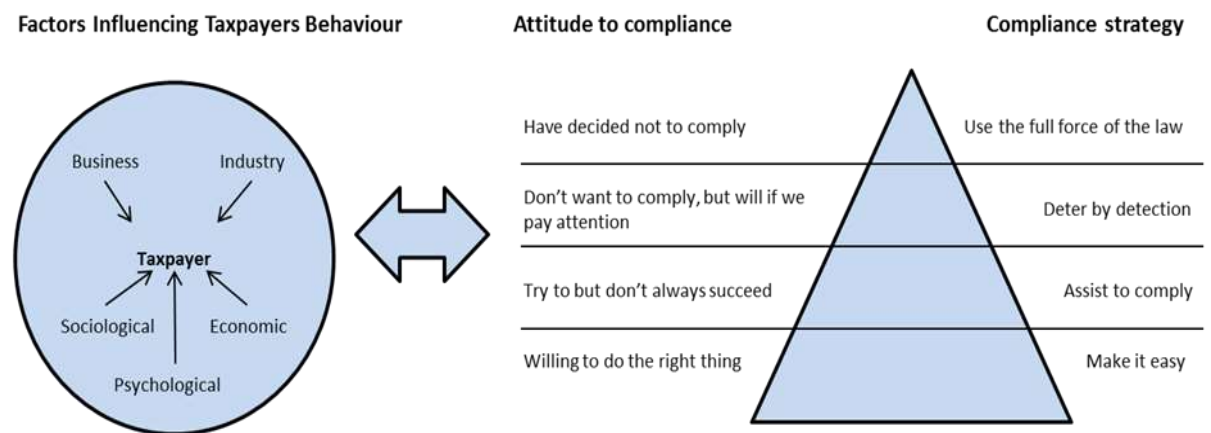 Factors Influencing Taxpayers Behaviour
Attitude to compliance
Compliance strategy
Business
Industry
Taxpayer
Sociological
Economic
Psychological
Have decided not to comply
Use the full force of the law
Don't want to comply, but will if we
pay attention
Deter by detection
Try to but don't always succeed
Assist to comply
Willing to do the right thing
Make it easy